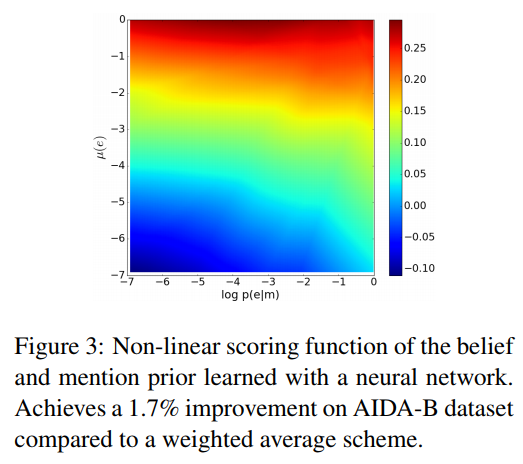 0
−1
−2
−3
−4
−5
−6
−7
μ(e)
−7 −6 −5 −4 −3 −2 −1 0
log p(e|m)
0.25
0.20
0.15
0.10
0.05
0.00
−0.05
−0.10
Figure 3: Non-linear scoring function of the belief
and mention prior learned with a neural network.
Achieves a 1.7% improvement on AIDA-B dataset
compared to a weighted average scheme.